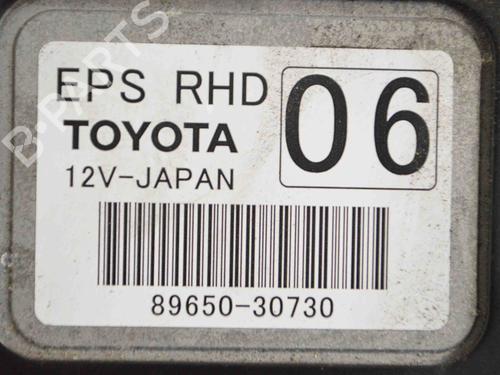 EPS RHD 06
TOYOTA
12V-JAPAN
89650-30730
B-PARTS